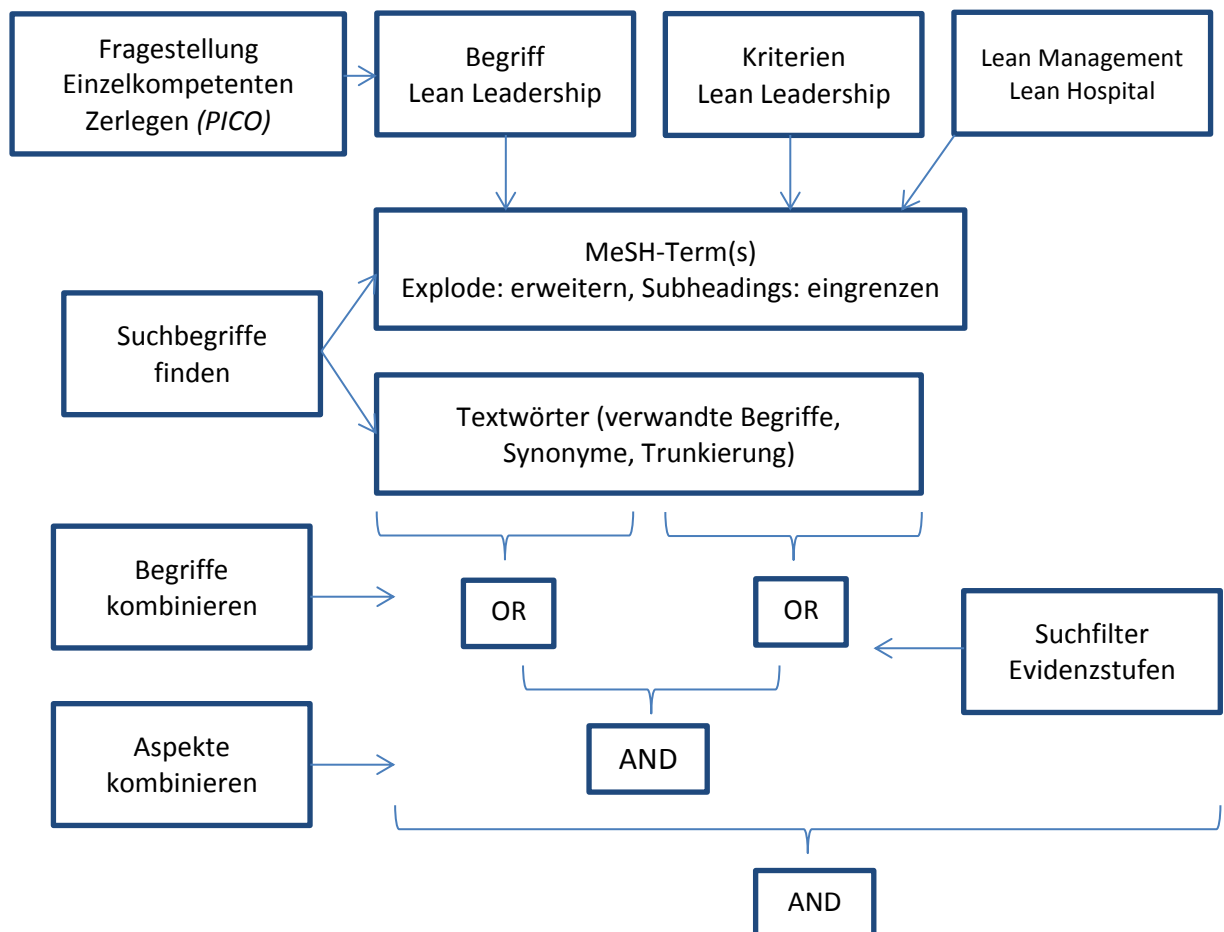 Fragestellung
Einzelkompetenten
Zerlegen (PICO)
Begriff
Lean Leadership
Kriterien
Lean Leadership
Lean Management
Lean Hospital
MeSH-Term(s)
Explode: erweitern, Subheadings: eingrenzen
Suchbegriffe
finden
Textwörter (verwandte Begriffe,
Synonyme, Trunkierung)
Begriffe
kombinieren
OR
OR
Suchfilter
Evidenzstufen
Aspekte
kombinieren
AND
AND